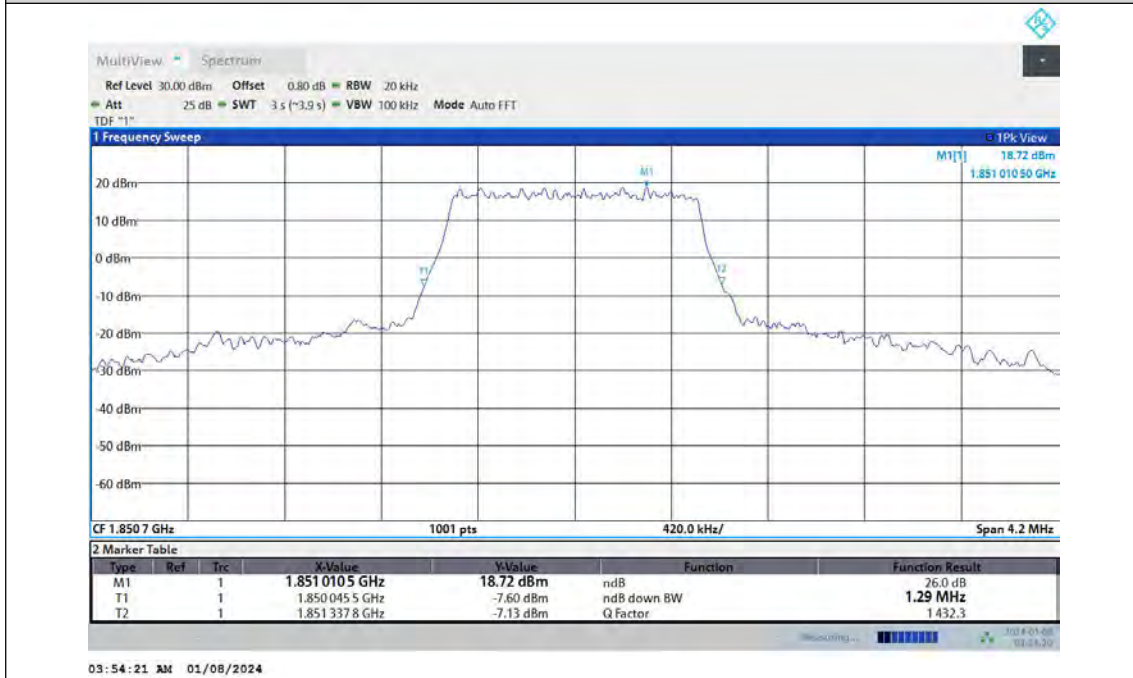 MultiView Spectrum
Ref Level 30.00 dBm Offset 0.80 dB RBW 20 kHz
Att 25 dB SWT 3 s (~3.9 s) VBW 100 kHz Mode Auto FFT
TDF "1"
1 Frequency Sweep 1Pk View
M1[1] 18.72 dBm
1.851 010 50 GHz
M1
20 dBm
10 dBm
0 dBm
T1 T2
-10 dBm
-20 dBm
-30 dBm
-40 dBm
-50 dBm
-60 dBm
CF 1.850 7 GHz 1001 pts 420.0 kHz/ Span 4.2 MHz
2 Marker Table
Type Ref Trc X-Value Y-Value Function Function Result
M1 1 1.851 010 5 GHz 18.72 dBm ndB 26.0 dB
T1 1 1.850 045 5 GHz -7.60 dBm ndB down BW 1.29 MHz
T2 1 1.851 337 8 GHz -7.13 dBm Q Factor 1 432.3
Measuring...
03:54:21 AM 01/08/2024